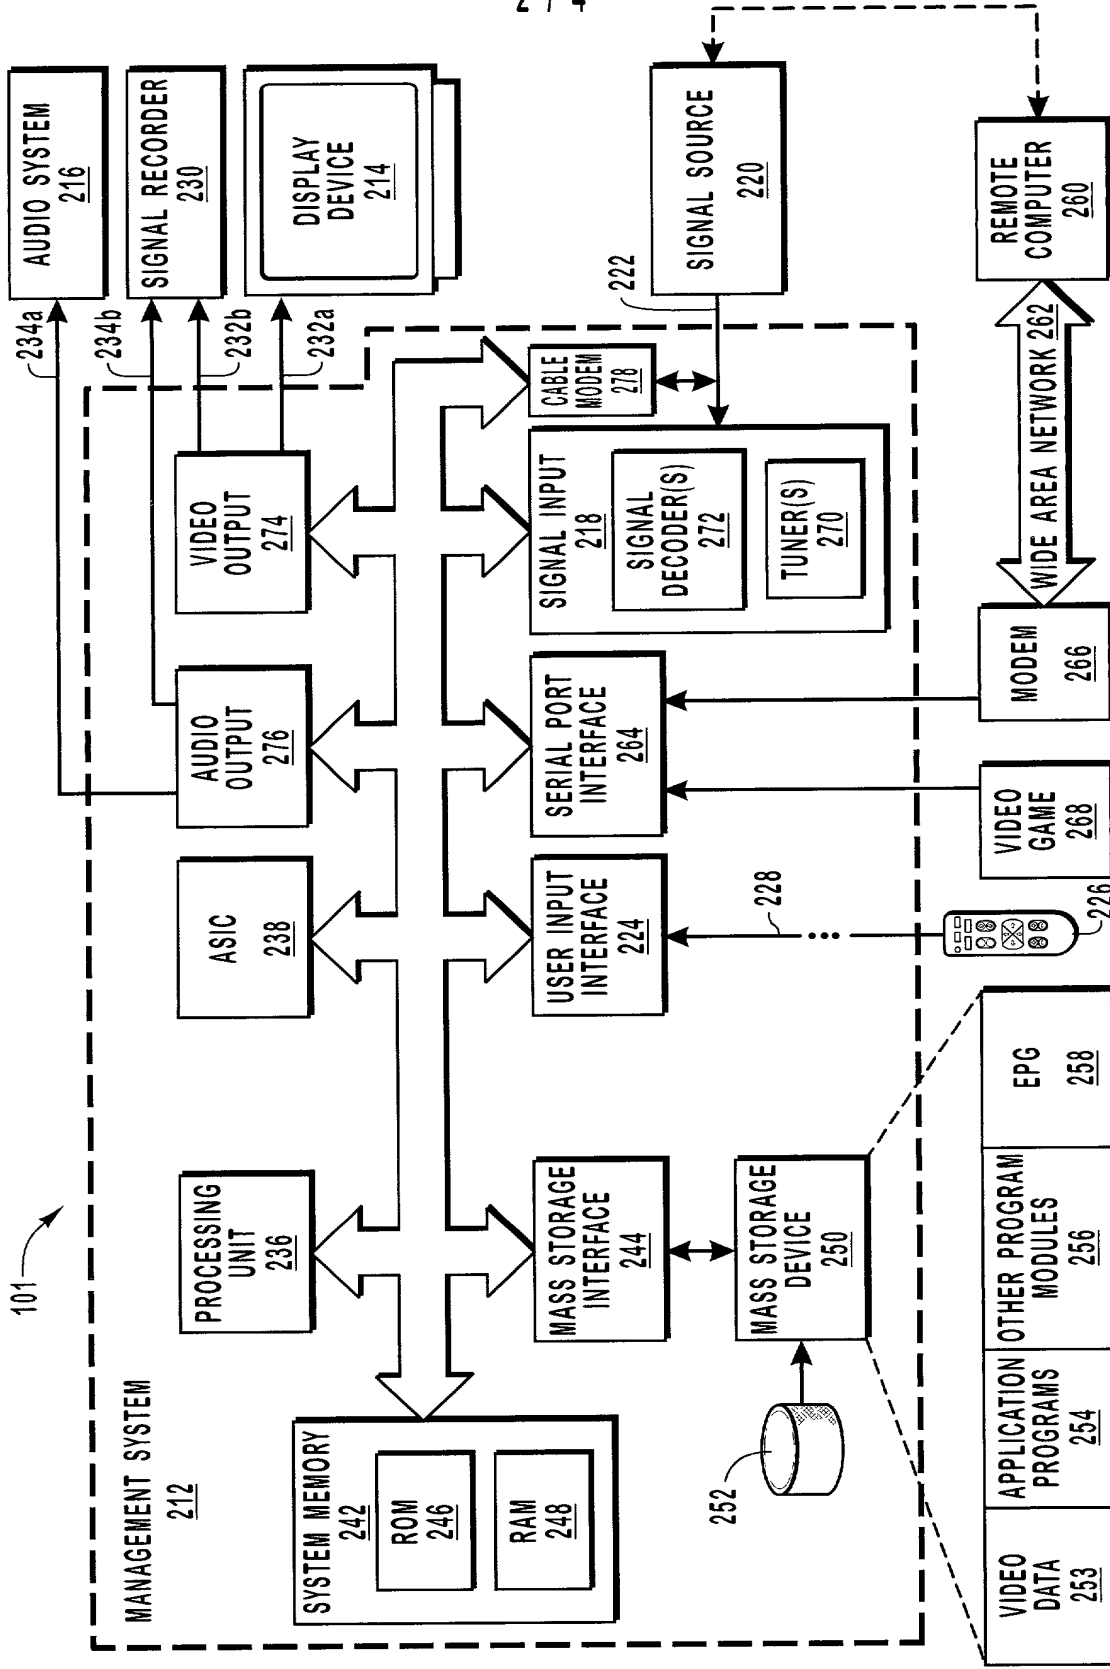 2 / 4
101
MANAGEMENT SYSTEM
212
SYSTEM MEMORY
242
ROM
246
RAM
248
PROCESSING
UNIT
236
ASIC
238
AUDIO
OUTPUT
276
VIDEO
OUTPUT
274
234a
234b
232b
232a
AUDIO SYSTEM
216
SIGNAL RECORDER
230
DISPLAY
DEVICE
214
MASS STORAGE
INTERFACE
244
USER INPUT
INTERFACE
224
SERIAL PORT
INTERFACE
264
SIGNAL INPUT
218
SIGNAL
DECODER(S)
272
TUNER(S)
270
CABLE
MODEM
278
222
SIGNAL SOURCE
220
252
MASS STORAGE
DEVICE
250
228
226
VIDEO
GAME
268
MODEM
266
WIDE AREA NETWORK 262
REMOTE
COMPUTER
260
VIDEO
DATA
253
APPLICATION
PROGRAMS
254
OTHER PROGRAM
MODULES
256
EPG
258